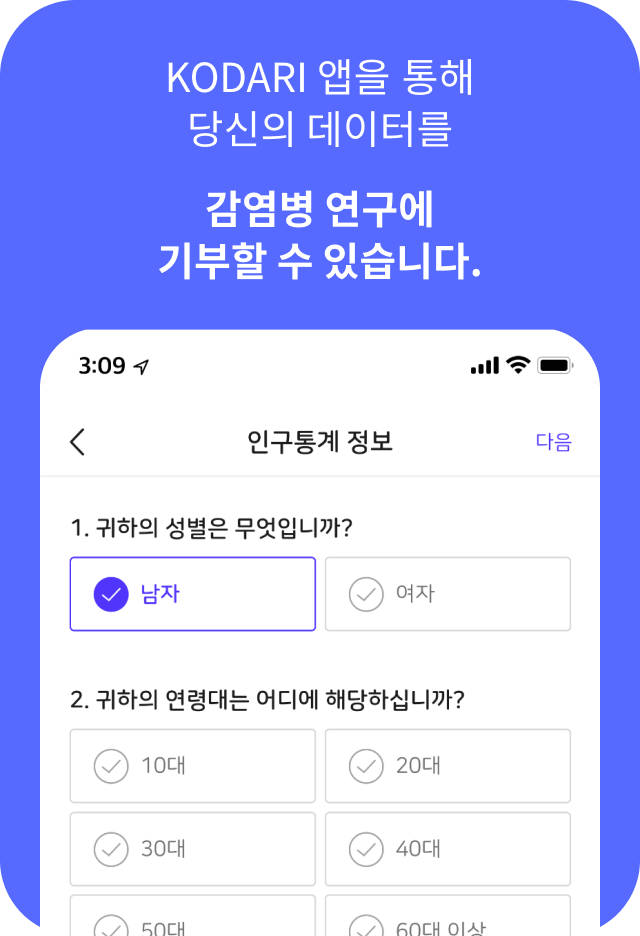 KODARI 앱을 통해
당신의 데이터를
감염병 연구에
기부할 수 있습니다.
3:09
인구통계 정보
다음
1. 귀하의 성별은 무엇입니까?
남자
여자
2. 귀하의 연령대는 어디에 해당하십니까?
10대
20대
30대
40대
50대
60대 이상